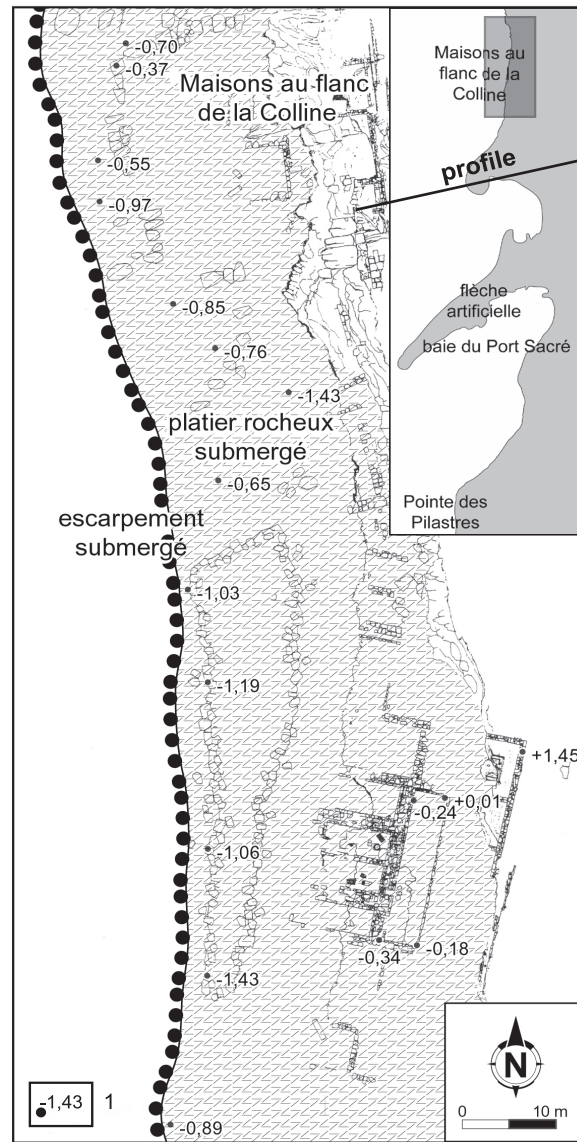 -0,70
-0,37
Maisons au flanc
de la Colline
-0,55
-0,97
-0,85
-0,76
-1,43
platier rocheux
submergé
-0,65
escarpement
submergé
-1,03
-1,19
+1,45
+0,01
-0,24
-1,06
-0,34
-0,18
-1,43
-0,89
Maisons au
flanc de la
Colline
profile
flèche
artificielle
baie du Port Sacré
Pointe des
Pilastres
-1,43
1
N
0 10 m